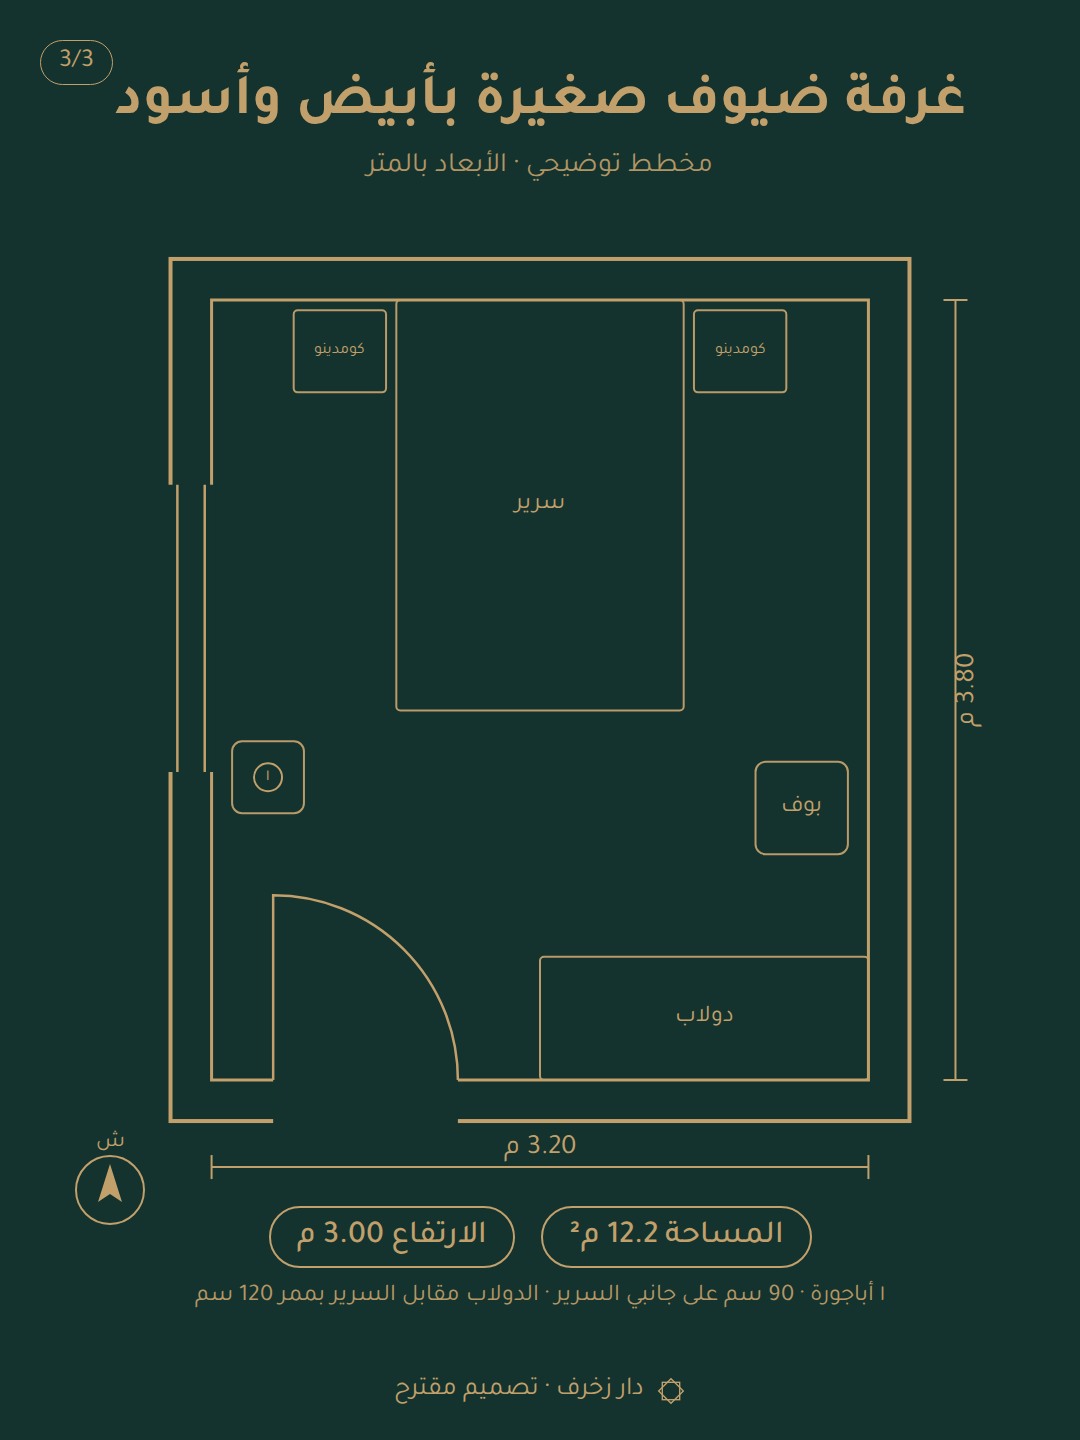 3/3
غرفة ضيوف صغيرة بأبيض وأسود
مخطط توضيحي · الأبعاد بالمتر
كومدينو
كومدينو
سرير
3.80 م
ا
بوف
دولاب
ش
3.20 م
المساحة 12.2 م²
الارتفاع 3.00 م
ا أباجورة · 90 سم على جانبي السرير · الدولاب مقابل السرير بممر 120 سم
دار زخرف · تصميم مقترح